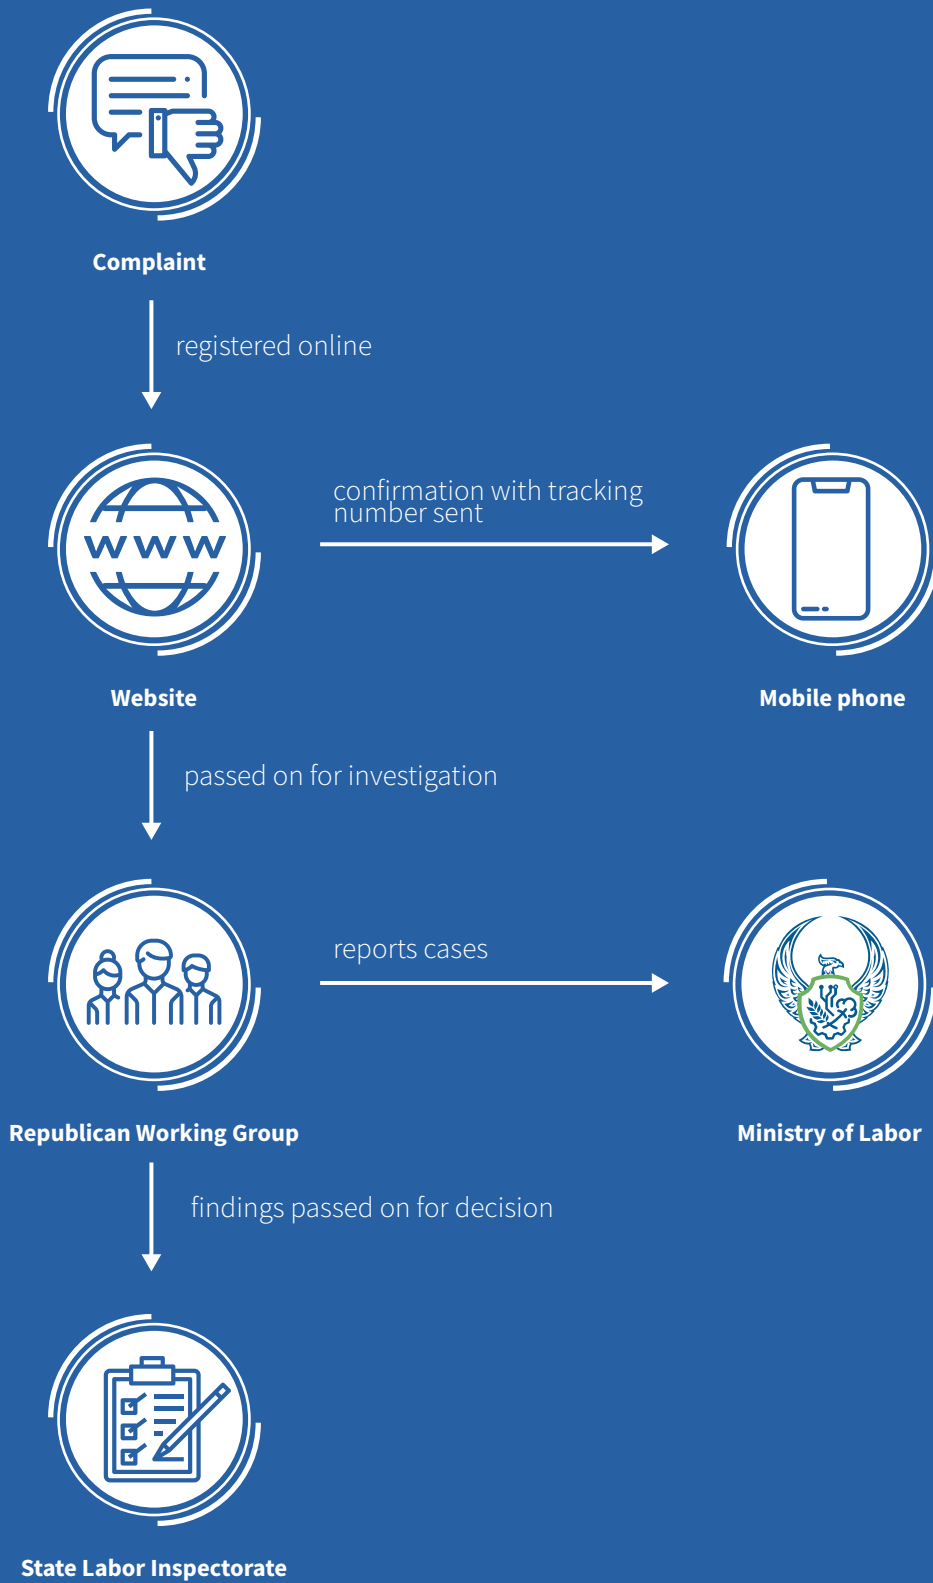 Complaint
registered online
confirmation with tracking
number sent
www
Website
Mobile phone
passed on for investigation
reports cases
Republican Working Group
Ministry of Labor
findings passed on for decision
State Labor Inspectorate